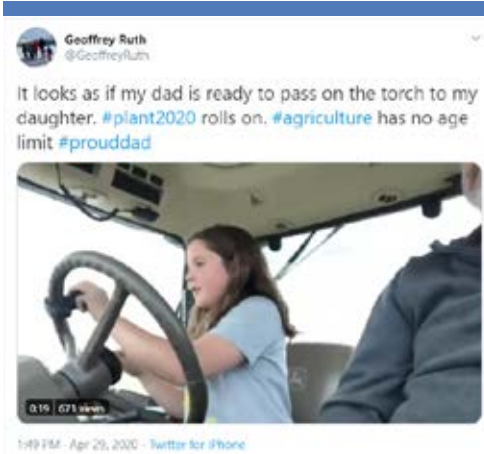 Geoffrey Ruth
@GeoffreyRuth
It looks as if my dad is ready to pass on the torch to my
daughter. #plant2020 rolls on. #agriculture has no age
limit #prouddad
0:19 671 views
1:49 PM · Apr 29, 2020 · Twitter for iPhone